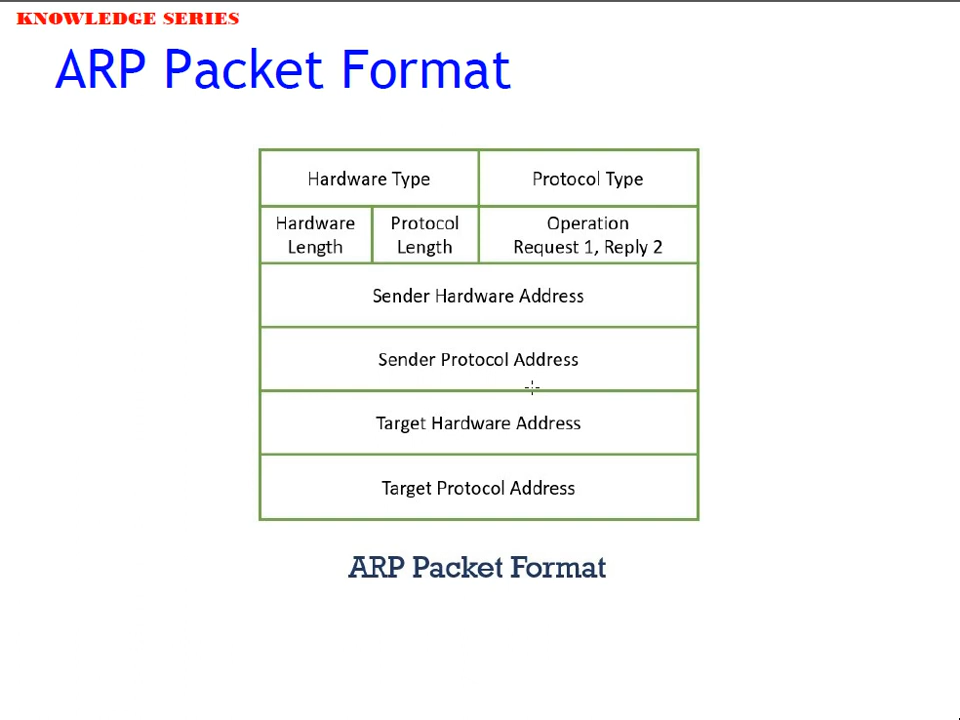 KNOWLEDGE SERIES
ARP Packet Format
Hardware Type
Protocol Type
Hardware
Length
Protocol
Length
Operation
Request 1, Reply 2
Sender Hardware Address
Sender Protocol Address
Target Hardware Address
Target Protocol Address
ARP Packet Format